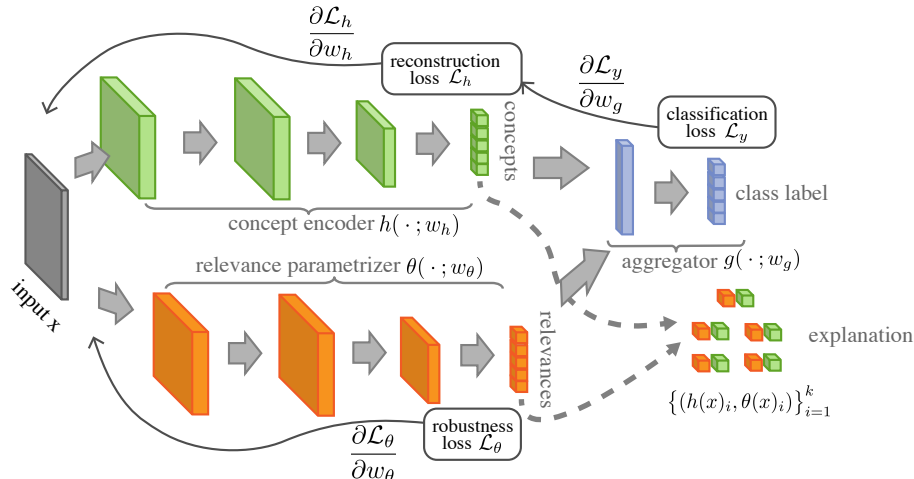 ∂ℒ_h / ∂w_h
reconstruction
loss ℒ_h
∂ℒ_y / ∂w_g
classification
loss ℒ_y
concepts
class label
concept encoder h( · ; w_h)
aggregator g( · ; w_g)
relevance parametrizer θ( · ; w_θ)
input x
relevances
explanation
{(h(x)_i, θ(x)_i)}_{i=1}^k
robustness
loss ℒ_θ
∂ℒ_θ / ∂w_θ